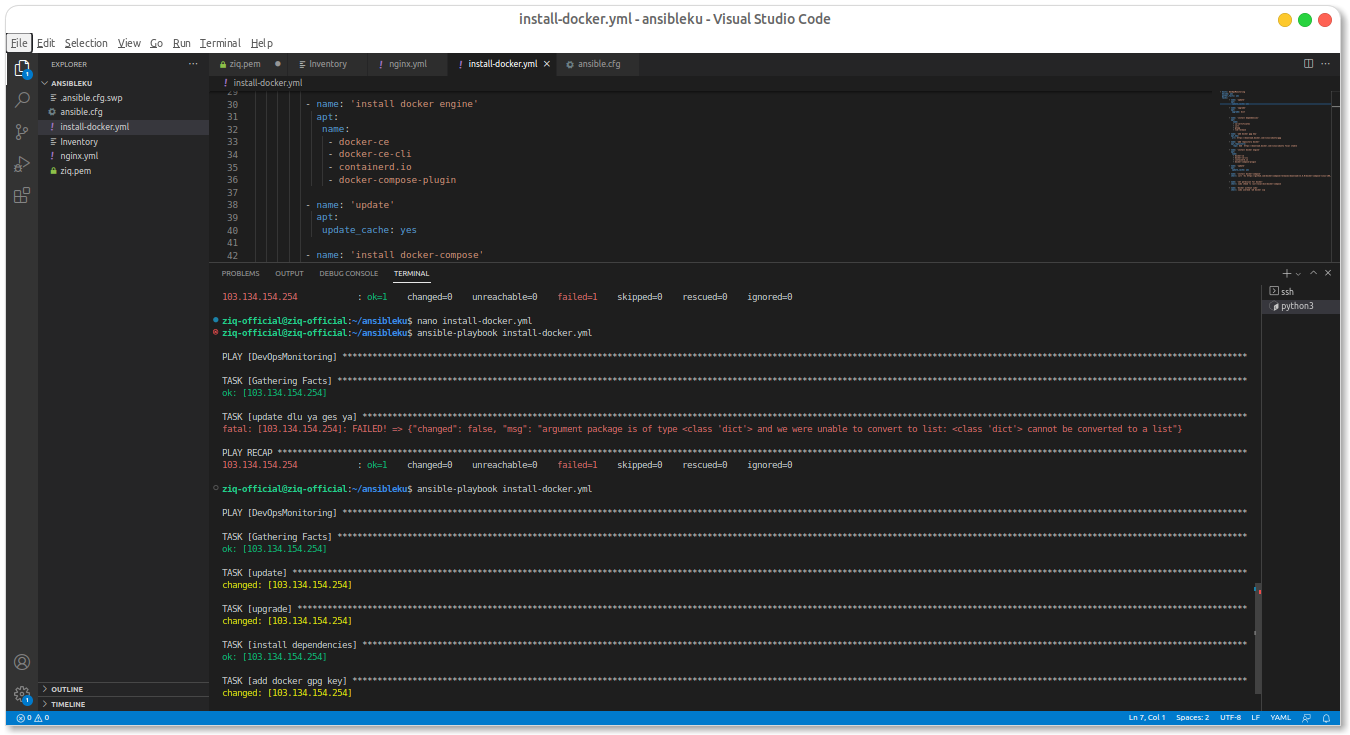 install-docker.yml - ansibleku - Visual Studio Code
File Edit Selection View Go Run Terminal Help
EXPLORER
ANSIBLEKU
.ansible.cfg.swp
ansible.cfg
install-docker.yml
Inventory
nginx.yml
ziq.pem
OUTLINE
TIMELINE
ziq.pem Inventory nginx.yml install-docker.yml ansible.cfg
install-docker.yml
29
30 - name: 'install docker engine'
31 apt:
32 name:
33 - docker-ce
34 - docker-ce-cli
35 - containerd.io
36 - docker-compose-plugin
37
38 - name: 'update'
39 apt:
40 update_cache: yes
41
42 - name: 'install docker-compose'
PROBLEMS OUTPUT DEBUG CONSOLE TERMINAL
ssh
python3
103.134.154.254 : ok=1 changed=0 unreachable=0 failed=1 skipped=0 rescued=0 ignored=0
ziq-official@ziq-official:~/ansibleku$ nano install-docker.yml
ziq-official@ziq-official:~/ansibleku$ ansible-playbook install-docker.yml
PLAY [DevOpsMonitoring] ****
TASK [Gathering Facts] ****
ok: [103.134.154.254]
TASK [update dlu ya ges ya] ****
fatal: [103.134.154.254]: FAILED! => {"changed": false, "msg": "argument package is of type <class 'dict'> and we were unable to convert to list: <class 'dict'> cannot be converted to a list"}
PLAY RECAP ****
103.134.154.254 : ok=1 changed=0 unreachable=0 failed=1 skipped=0 rescued=0 ignored=0
ziq-official@ziq-official:~/ansibleku$ ansible-playbook install-docker.yml
PLAY [DevOpsMonitoring] ****
TASK [Gathering Facts] ****
ok: [103.134.154.254]
TASK [update] ****
changed: [103.134.154.254]
TASK [upgrade] ****
changed: [103.134.154.254]
TASK [install dependencies] ****
ok: [103.134.154.254]
TASK [add docker gpg key] ****
changed: [103.134.154.254]
0 0 Ln 7, Col 1 Spaces: 2 UTF-8 LF YAML